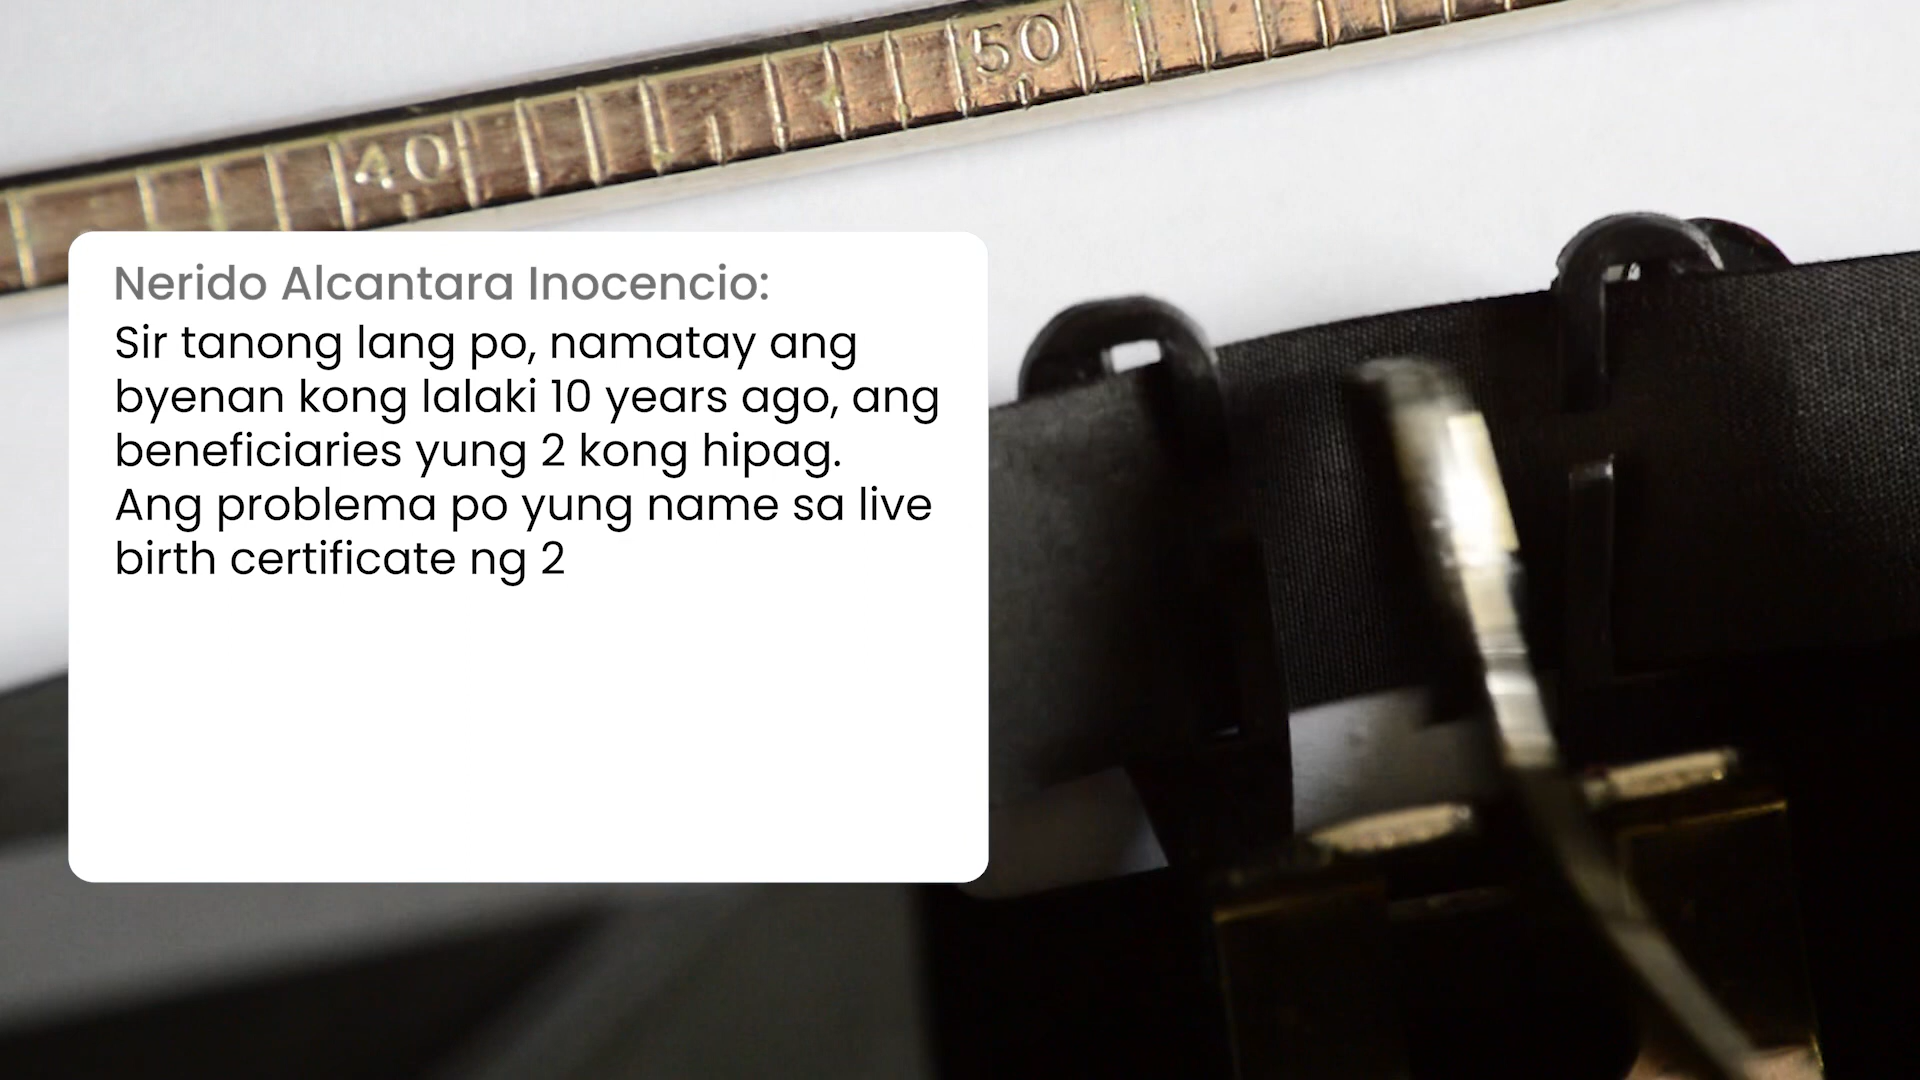 40
50
Nerido Alcantara Inocencio:
Sir tanong lang po, namatay ang
byenan kong lalaki 10 years ago, ang
beneficiaries yung 2 kong hipag.
Ang problema po yung name sa live
birth certificate ng 2